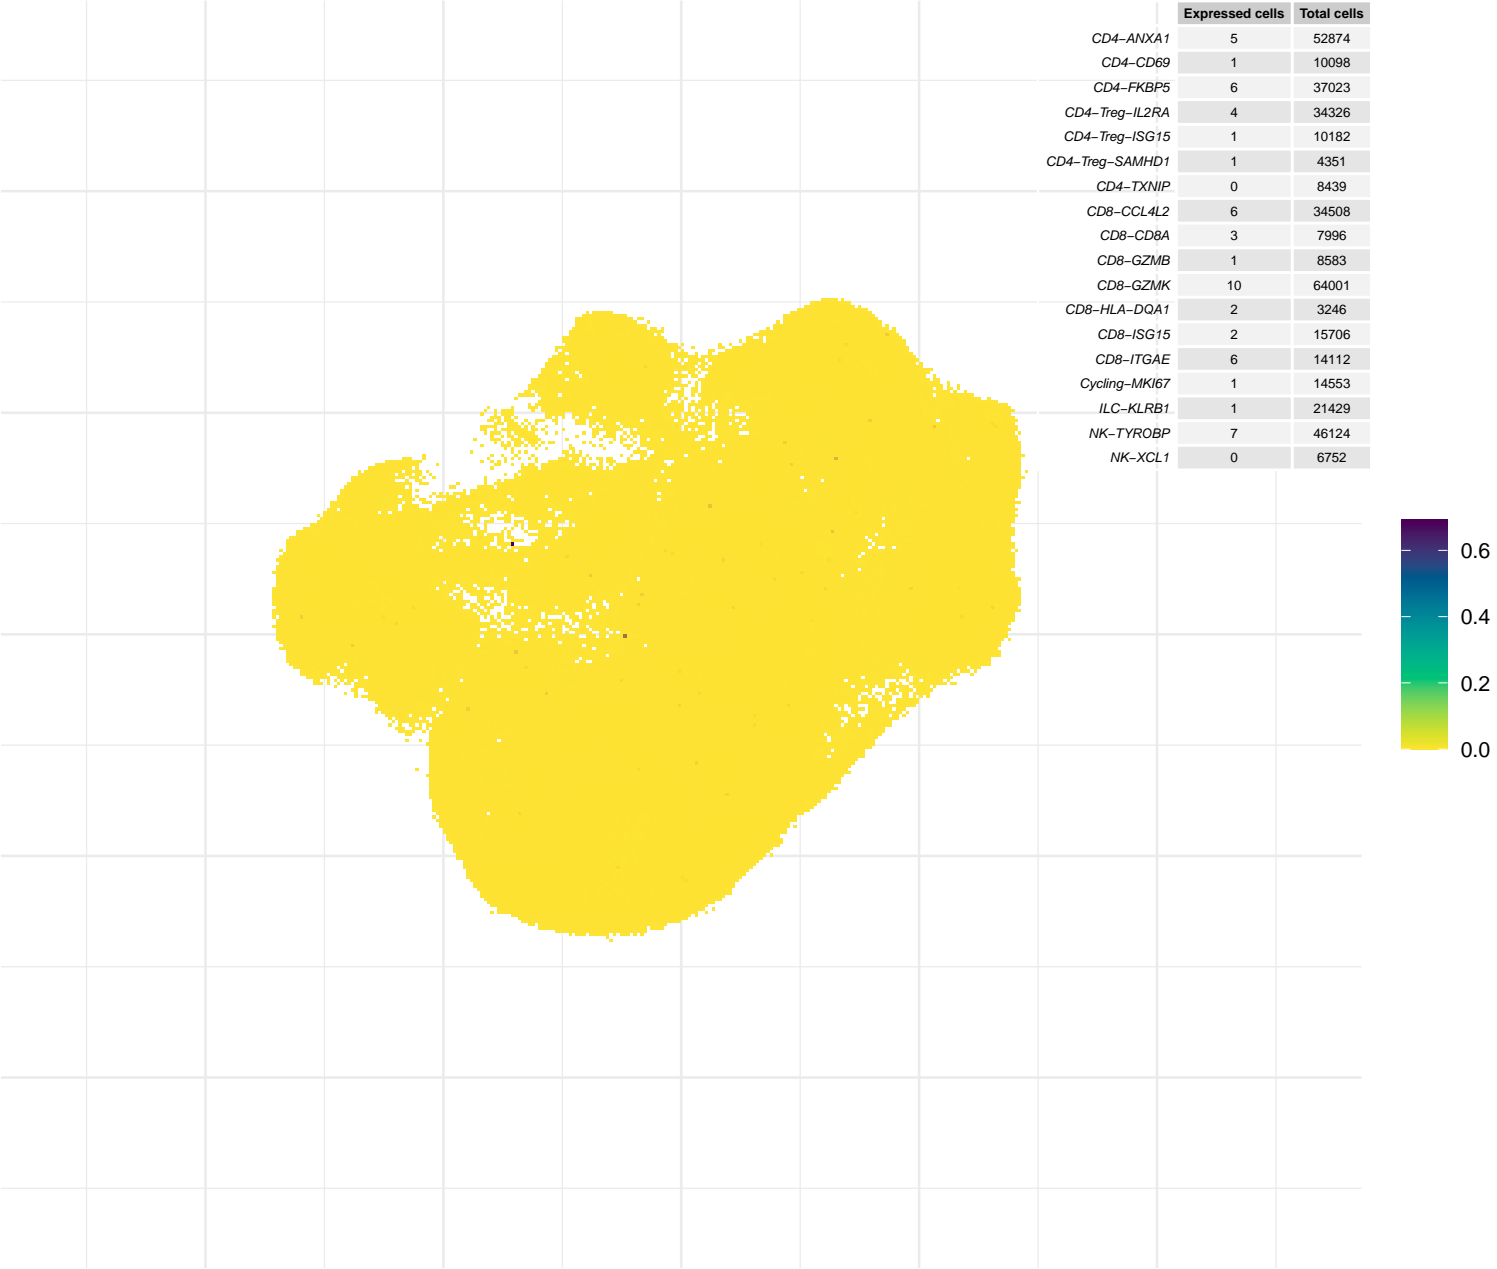 Expressed cells Total cells
CD4−ANXA1 5 52874
CD4−CD69 1 10098
CD4−FKBP5 6 37023
CD4−Treg−IL2RA 4 34326
CD4−Treg−ISG15 1 10182
CD4−Treg−SAMHD1 1 4351
CD4−TXNIP 0 8439
CD8−CCL4L2 6 34508
CD8−CD8A 3 7996
CD8−GZMB 1 8583
CD8−GZMK 10 64001
CD8−HLA−DQA1 2 3246
CD8−ISG15 2 15706
CD8−ITGAE 6 14112
Cycling−MKI67 1 14553
ILC−KLRB1 1 21429
NK−TYROBP 7 46124
NK−XCL1 0 6752
0.6
0.4
0.2
0.0